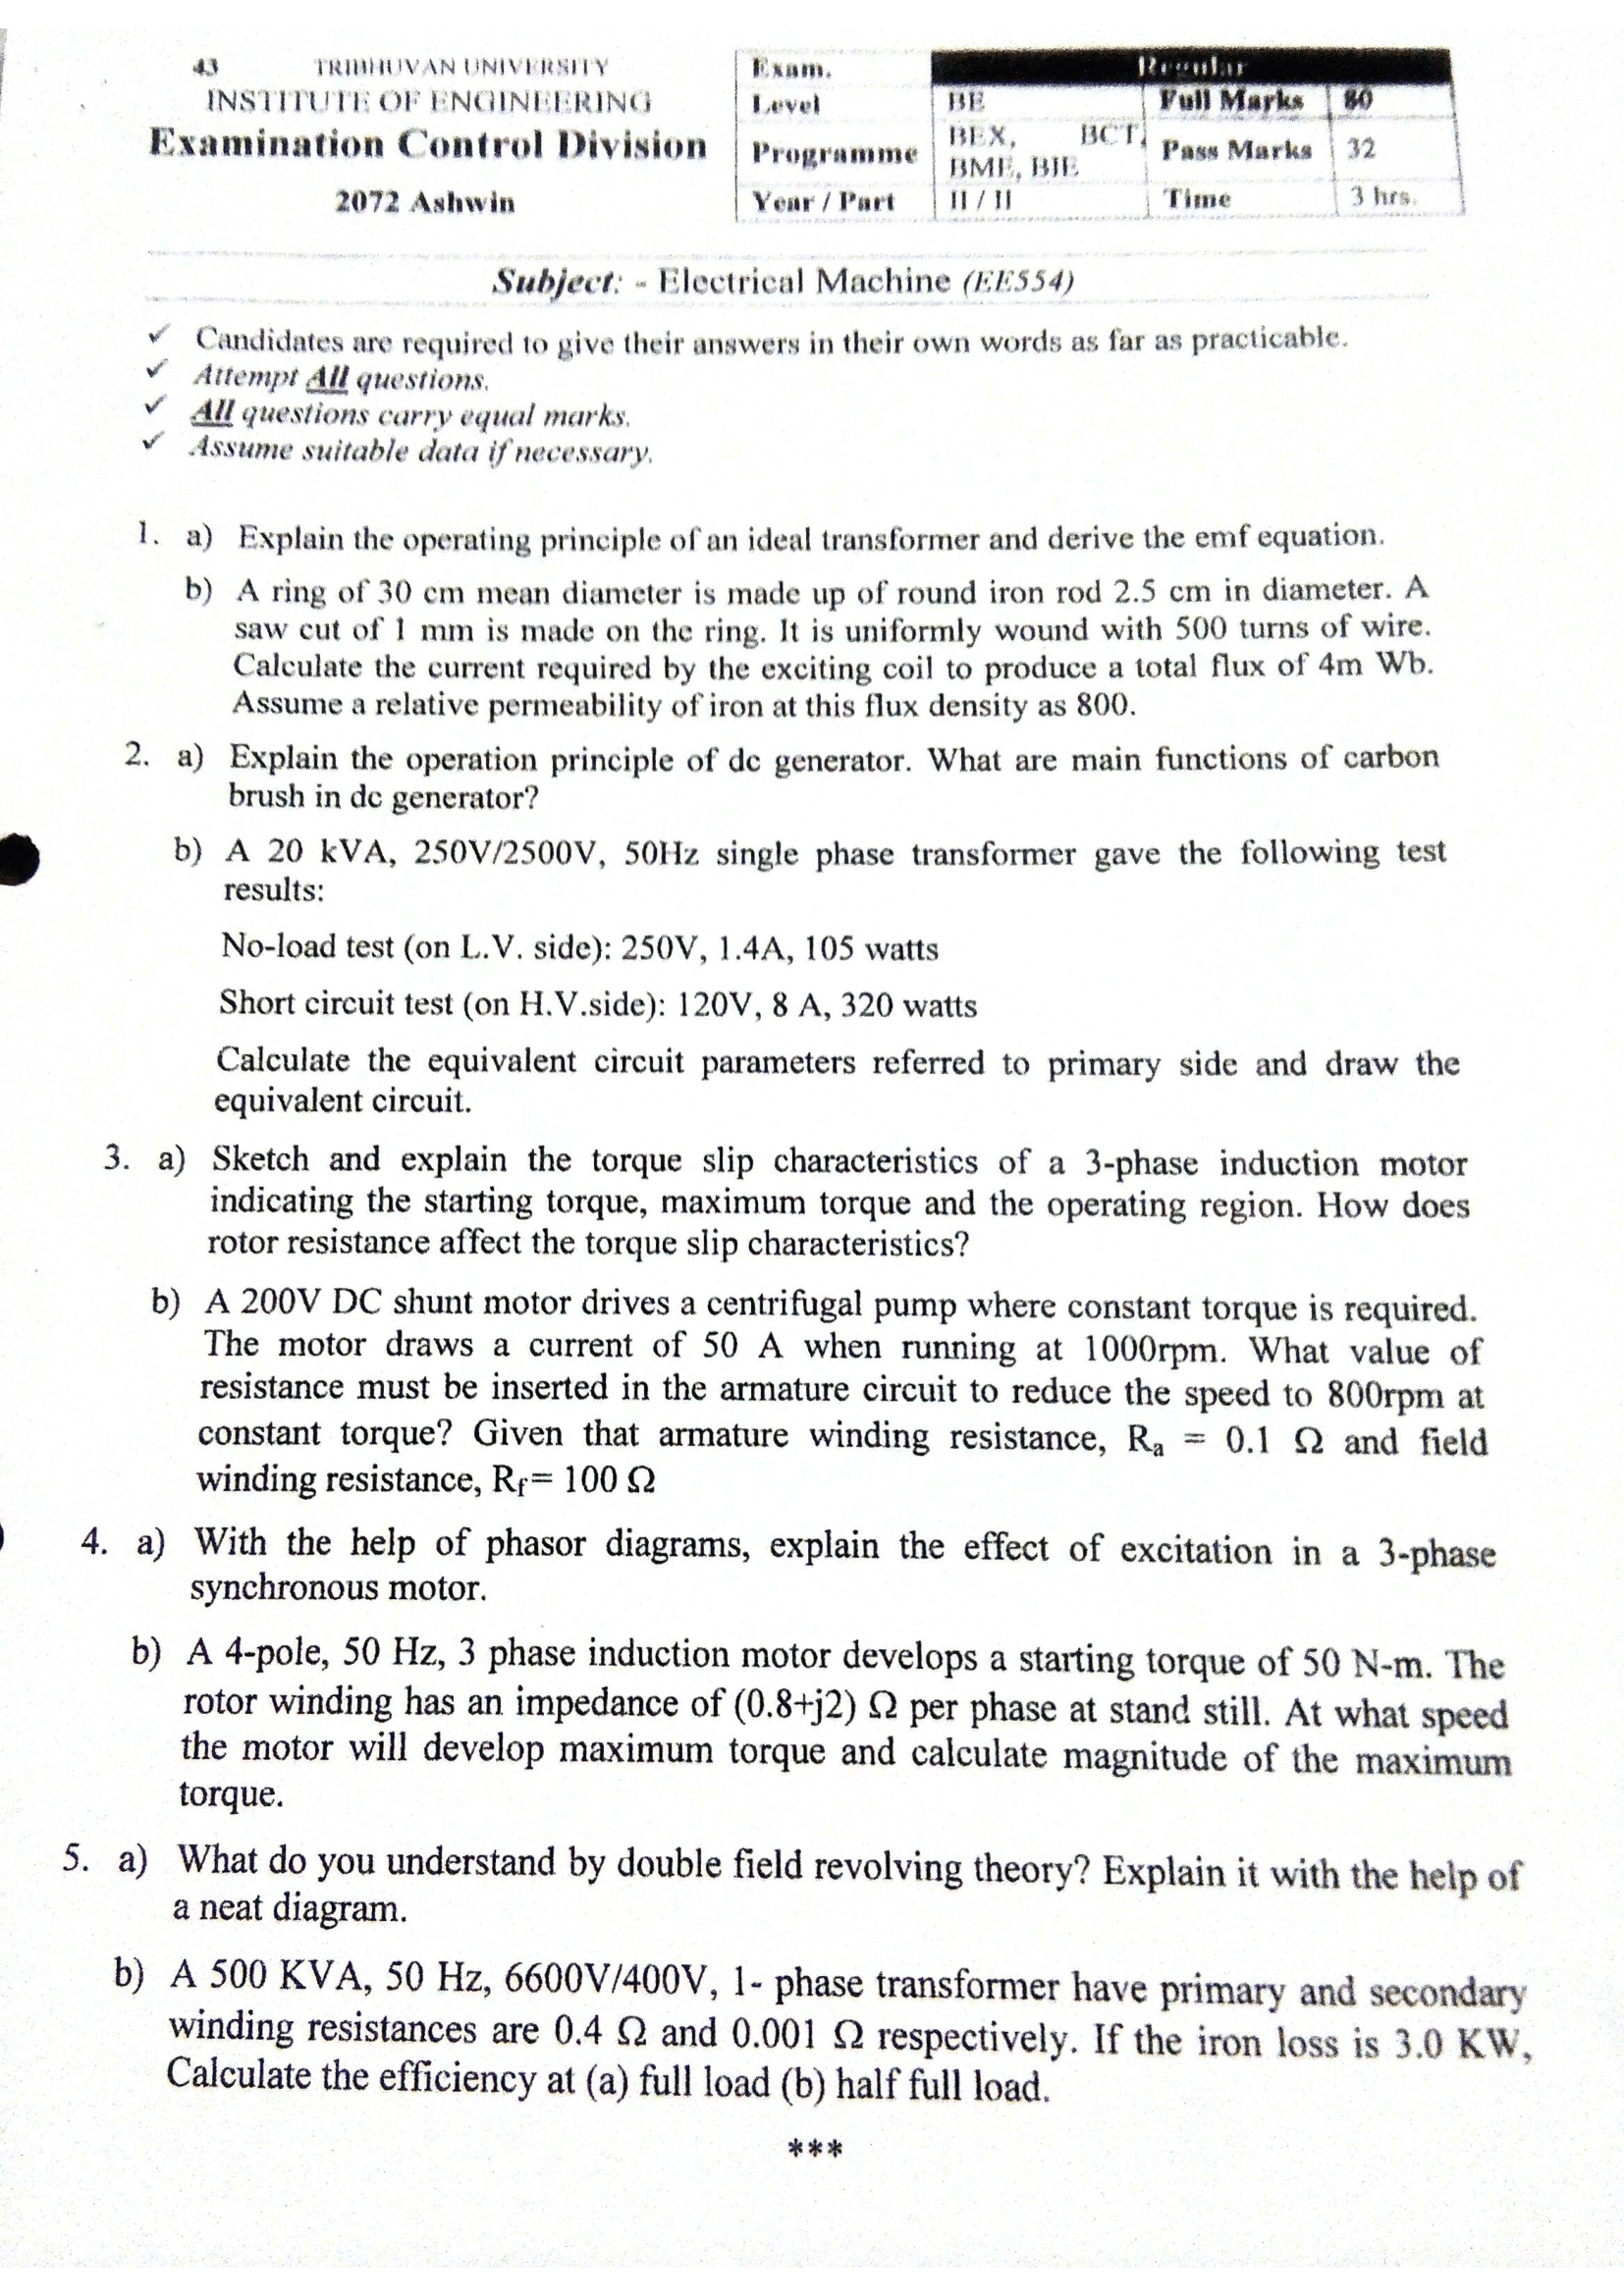 43 TRIBHUVAN UNIVERSITY
INSTITUTE OF ENGINEERING
Examination Control Division
2072 Ashwin
Exam. Regular
Level BE Full Marks 80
Programme BEX, BCT, BME, BIE Pass Marks 32
Year / Part II / II Time 3 hrs.
Subject: - Electrical Machine (EE554)
✓ Candidates are required to give their answers in their own words as far as practicable.
✓ Attempt All questions.
✓ All questions carry equal marks.
✓ Assume suitable data if necessary.
1. a) Explain the operating principle of an ideal transformer and derive the emf equation.
b) A ring of 30 cm mean diameter is made up of round iron rod 2.5 cm in diameter. A
saw cut of 1 mm is made on the ring. It is uniformly wound with 500 turns of wire.
Calculate the current required by the exciting coil to produce a total flux of 4m Wb.
Assume a relative permeability of iron at this flux density as 800.
2. a) Explain the operation principle of dc generator. What are main functions of carbon
brush in dc generator?
b) A 20 kVA, 250V/2500V, 50Hz single phase transformer gave the following test
results:
No-load test (on L.V. side): 250V, 1.4A, 105 watts
Short circuit test (on H.V.side): 120V, 8 A, 320 watts
Calculate the equivalent circuit parameters referred to primary side and draw the
equivalent circuit.
3. a) Sketch and explain the torque slip characteristics of a 3-phase induction motor
indicating the starting torque, maximum torque and the operating region. How does
rotor resistance affect the torque slip characteristics?
b) A 200V DC shunt motor drives a centrifugal pump where constant torque is required.
The motor draws a current of 50 A when running at 1000rpm. What value of
resistance must be inserted in the armature circuit to reduce the speed to 800rpm at
constant torque? Given that armature winding resistance, Rₐ = 0.1 Ω and field
winding resistance, Rf= 100 Ω
4. a) With the help of phasor diagrams, explain the effect of excitation in a 3-phase
synchronous motor.
b) A 4-pole, 50 Hz, 3 phase induction motor develops a starting torque of 50 N-m. The
rotor winding has an impedance of (0.8+j2) Ω per phase at stand still. At what speed
the motor will develop maximum torque and calculate magnitude of the maximum
torque.
5. a) What do you understand by double field revolving theory? Explain it with the help of
a neat diagram.
b) A 500 KVA, 50 Hz, 6600V/400V, 1- phase transformer have primary and secondary
winding resistances are 0.4 Ω and 0.001 Ω respectively. If the iron loss is 3.0 KW,
Calculate the efficiency at (a) full load (b) half full load.
***